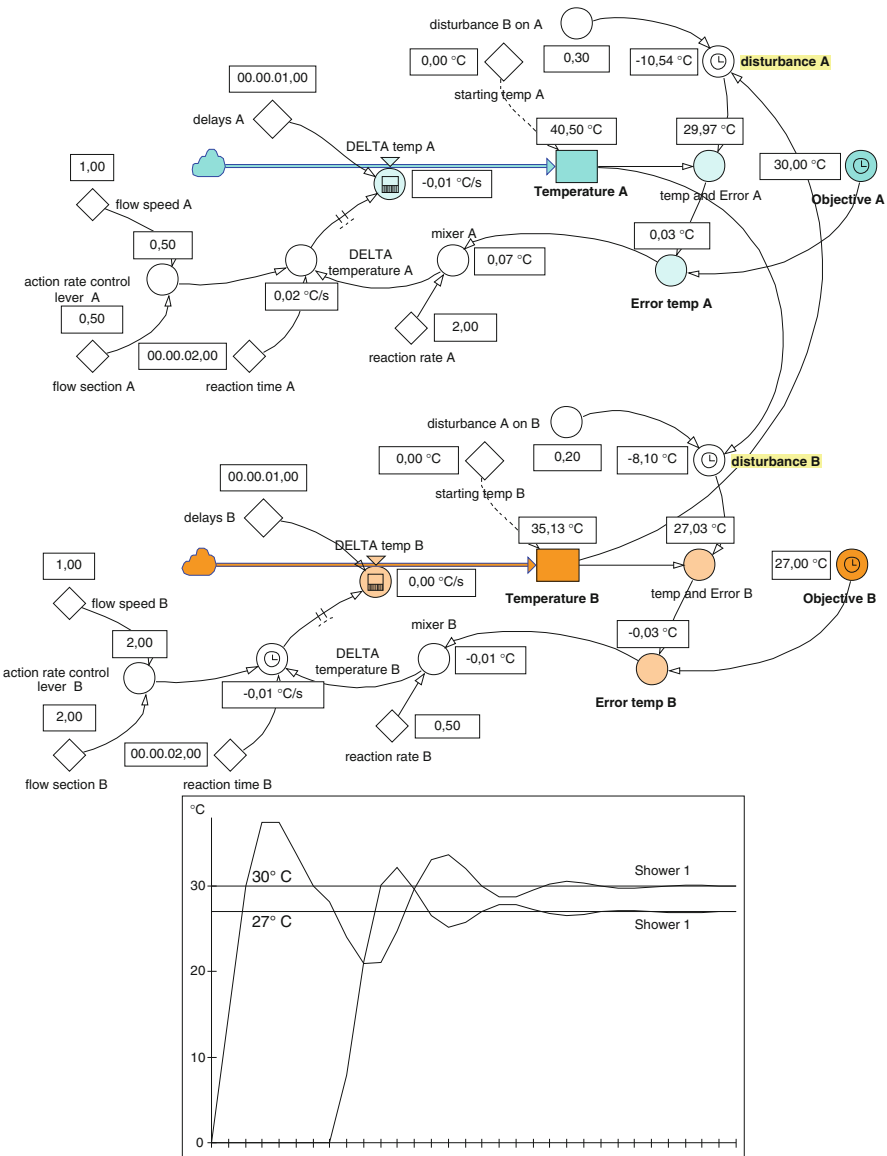 disturbance B on A
0,30
0,00 °C
starting temp A
-10,54 °C
disturbance A
00.00.01,00
delays A
DELTA temp A
-0,01 °C/s
40,50 °C
Temperature A
29,97 °C
temp and Error A
30,00 °C
Objective A
1,00
flow speed A
0,50
action rate control
lever A
0,50
flow section A
0,02 °C/s
DELTA
temperature A
00.00.02,00
reaction time A
mixer A
0,07 °C
2,00
reaction rate A
0,03 °C
Error temp A
disturbance A on B
0,20
0,00 °C
starting temp B
-8,10 °C
disturbance B
00.00.01,00
delays B
DELTA temp B
0,00 °C/s
35,13 °C
Temperature B
27,03 °C
temp and Error B
27,00 °C
Objective B
1,00
flow speed B
2,00
action rate control
lever B
2,00
flow section B
-0,01 °C/s
DELTA
temperature B
00.00.02,00
reaction time B
mixer B
-0,01 °C
0,50
reaction rate B
-0,03 °C
Error temp B
°C
30
20
10
0
30° C
27° C
Shower 1
Shower 1